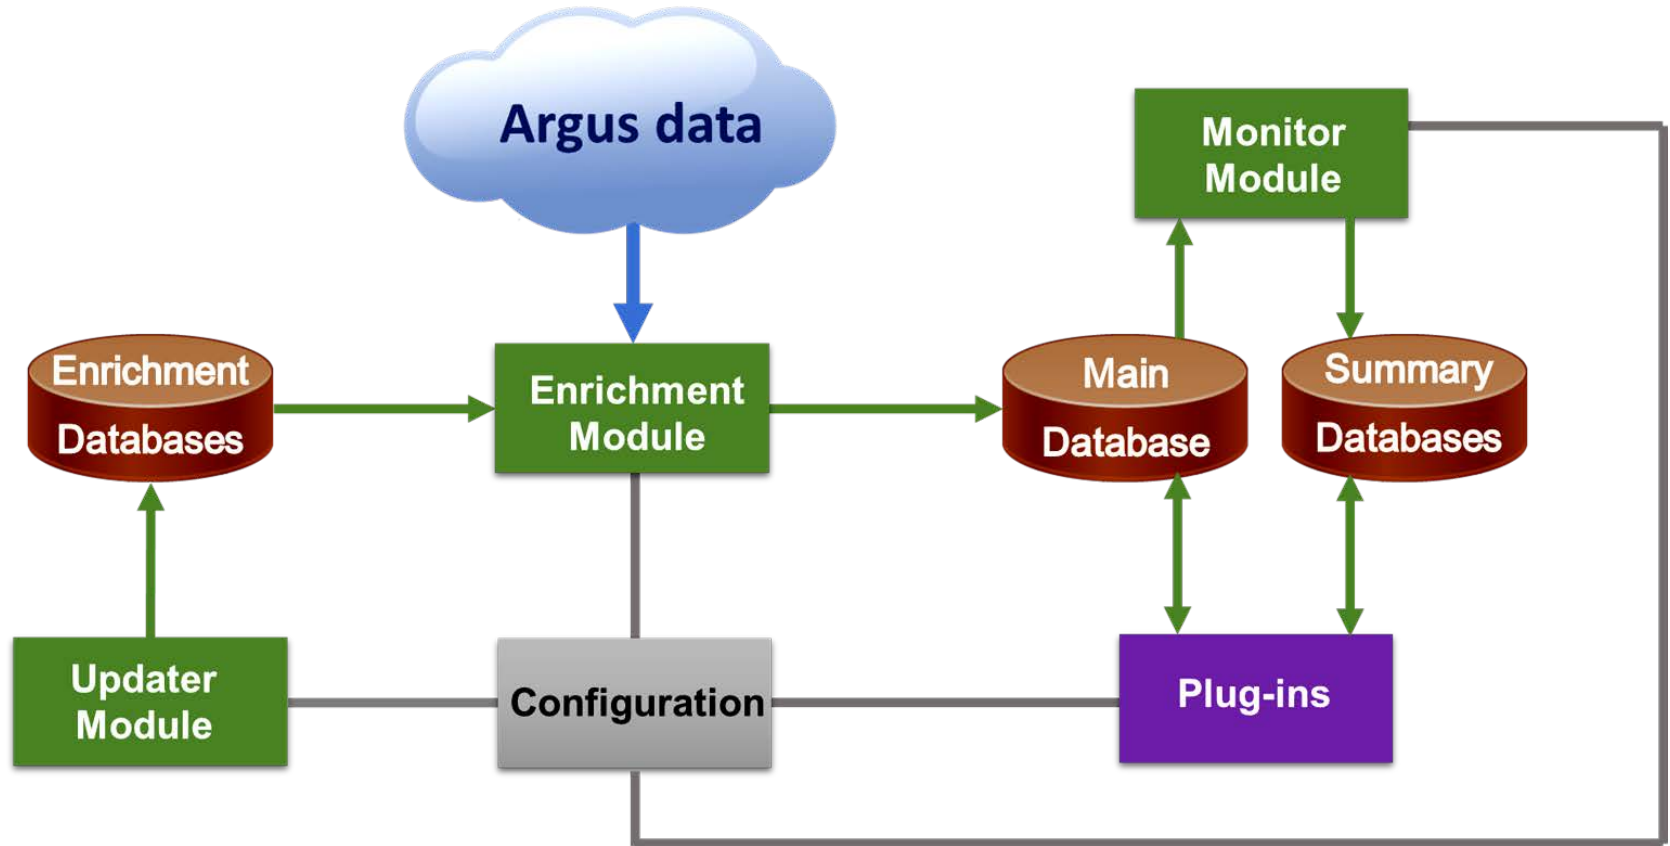 Argus data
Monitor
Module
Enrichment
Databases
Enrichment
Module
Main
Database
Summary
Databases
Updater
Module
Configuration
Plug-ins